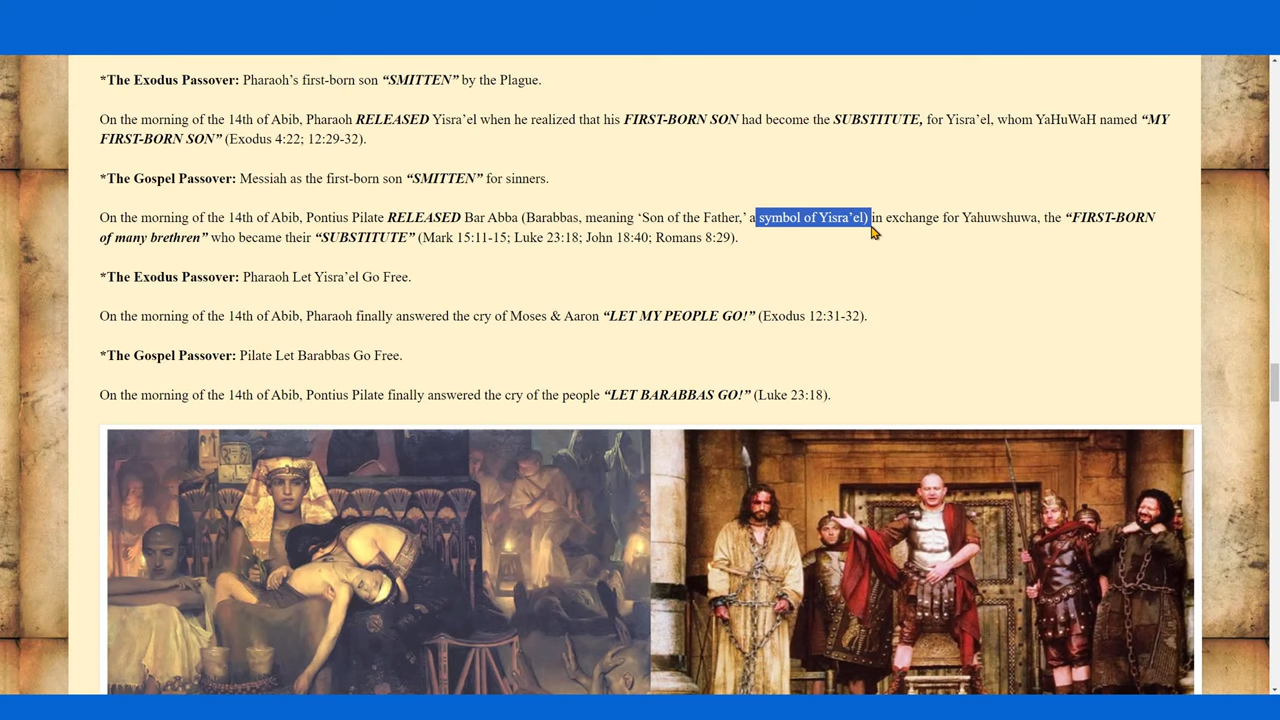 *The Exodus Passover: Pharaoh’s first-born son “SMITTEN” by the Plague.
On the morning of the 14th of Abib, Pharaoh RELEASED Yisra’el when he realized that his FIRST-BORN SON had become the SUBSTITUTE, for Yisra’el, whom YaHuWaH named “MY
FIRST-BORN SON” (Exodus 4:22; 12:29-32).
*The Gospel Passover: Messiah as the first-born son “SMITTEN” for sinners.
On the morning of the 14th of Abib, Pontius Pilate RELEASED Bar Abba (Barabbas, meaning ‘Son of the Father,’ a symbol of Yisra’el) in exchange for Yahuwshuwa, the “FIRST-BORN
of many brethren” who became their “SUBSTITUTE” (Mark 15:11-15; Luke 23:18; John 18:40; Romans 8:29).
*The Exodus Passover: Pharaoh Let Yisra’el Go Free.
On the morning of the 14th of Abib, Pharaoh finally answered the cry of Moses & Aaron “LET MY PEOPLE GO!” (Exodus 12:31-32).
*The Gospel Passover: Pilate Let Barabbas Go Free.
On the morning of the 14th of Abib, Pontius Pilate finally answered the cry of the people “LET BARABBAS GO!” (Luke 23:18).